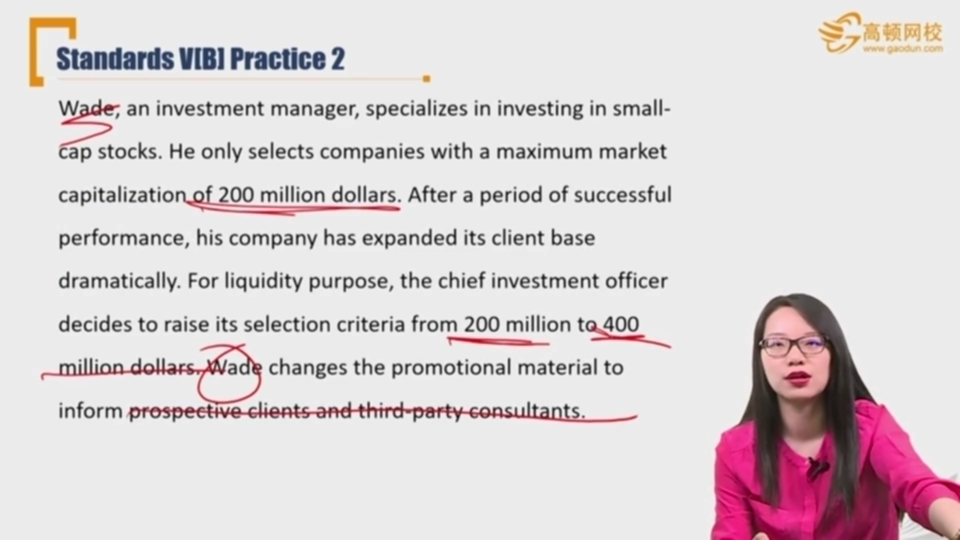 高顿网校
www.gaodun.com
Standards V[B] Practice 2
Wade, an investment manager, specializes in investing in small-
cap stocks. He only selects companies with a maximum market
capitalization of 200 million dollars. After a period of successful
performance, his company has expanded its client base
dramatically. For liquidity purpose, the chief investment officer
decides to raise its selection criteria from 200 million to 400
million dollars. Wade changes the promotional material to
inform prospective clients and third-party consultants.